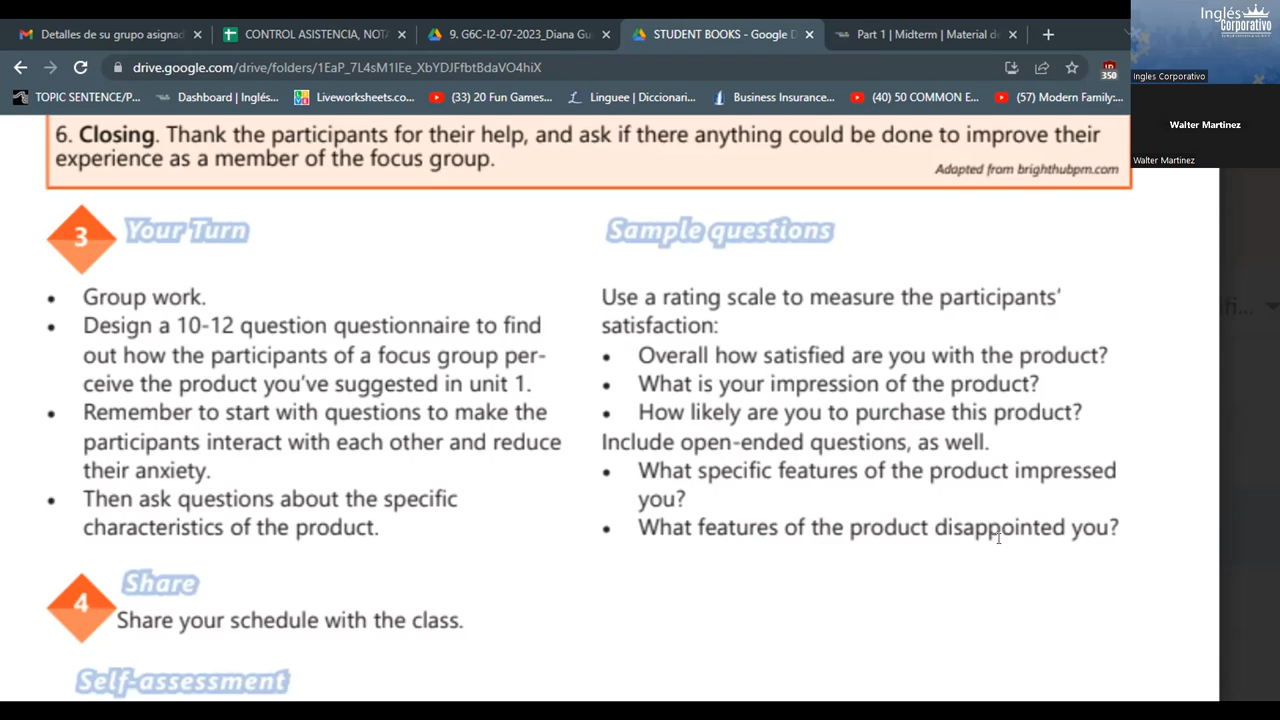 Detalles de su grupo asignad
CONTROL ASISTENCIA, NOTA
9. G6C-I2-07-2023_Diana Gu
STUDENT BOOKS - Google D
Part 1 | Midterm | Material de
drive.google.com/drive/folders/1EaP_7L4sM1IEe_XbYDJFfbtBdaVO4hiX
350
TOPIC SENTENCE/P...
Dashboard | Inglés...
Liveworksheets.co...
(33) 20 Fun Games...
Linguee | Diccionari...
Business Insurance...
(40) 50 COMMON E...
(57) Modern Family:...
Inglés
Corporativo
Ingles Corporativo
Walter Martinez
Walter Martinez
6. Closing. Thank the participants for their help, and ask if there anything could be done to improve their
experience as a member of the focus group.
Adapted from brighthubpm.com
3 Your Turn
• Group work.
• Design a 10-12 question questionnaire to find
out how the participants of a focus group per-
ceive the product you've suggested in unit 1.
• Remember to start with questions to make the
participants interact with each other and reduce
their anxiety.
• Then ask questions about the specific
characteristics of the product.
Sample questions
Use a rating scale to measure the participants'
satisfaction:
• Overall how satisfied are you with the product?
• What is your impression of the product?
• How likely are you to purchase this product?
Include open-ended questions, as well.
• What specific features of the product impressed
you?
• What features of the product disappointed you?
4 Share
Share your schedule with the class.
Self-assessment